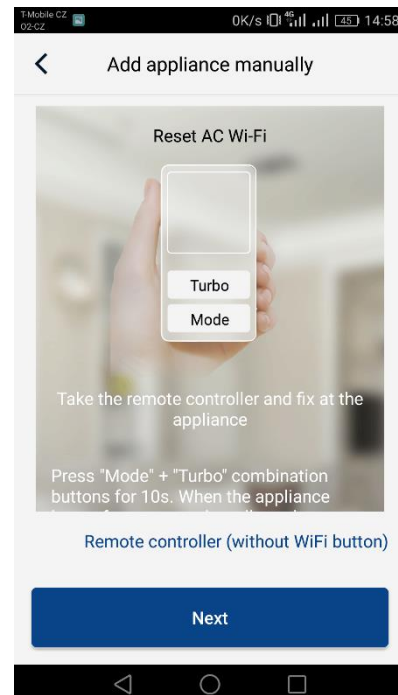 T-Mobile CZ
O2-CZ
0K/s 4G 45 14:58
Add appliance manually
Reset AC Wi-Fi
Turbo
Mode
Take the remote controller and fix at the
appliance
Press "Mode" + "Turbo" combination
buttons for 10s. When the appliance
Remote controller (without WiFi button)
Next